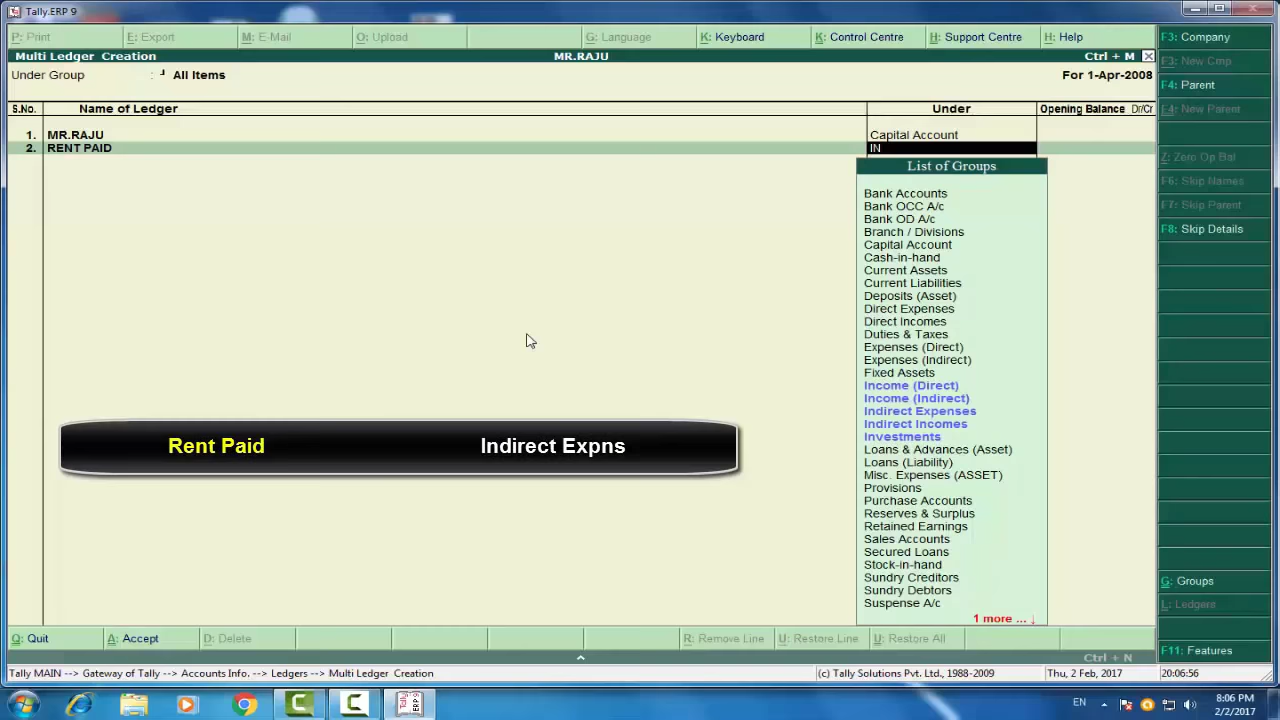 Tally.ERP 9
P: Print E: Export M: E-Mail O: Upload G: Language K: Keyboard K: Control Centre H: Support Centre H: Help
F3: Company
Multi Ledger Creation MR.RAJU Ctrl + M
F3: New Cmp
Under Group : All Items For 1-Apr-2008
F4: Parent
S.No. Name of Ledger Under Opening Balance Dr/Cr
F4: New Parent
1. MR.RAJU Capital Account
2. RENT PAID IN
Z: Zero Op Bal
F6: Skip Names
F7: Skip Parent
F8: Skip Details
List of Groups
Bank Accounts
Bank OCC A/c
Bank OD A/c
Branch / Divisions
Capital Account
Cash-in-hand
Current Assets
Current Liabilities
Deposits (Asset)
Direct Expenses
Direct Incomes
Duties & Taxes
Expenses (Direct)
Expenses (Indirect)
Fixed Assets
Income (Direct)
Income (Indirect)
Indirect Expenses
Indirect Incomes
Investments
Loans & Advances (Asset)
Loans (Liability)
Misc. Expenses (ASSET)
Provisions
Purchase Accounts
Reserves & Surplus
Retained Earnings
Sales Accounts
Secured Loans
Stock-in-hand
Sundry Creditors
Sundry Debtors
Suspense A/c
1 more ... ↓
Rent Paid Indirect Expns
G: Groups
L: Ledgers
Q: Quit A: Accept D: Delete R: Remove Line U: Restore Line U: Restore All
F11: Features
Ctrl + N
Tally MAIN --> Gateway of Tally --> Accounts Info. --> Ledgers --> Multi Ledger Creation (c) Tally Solutions Pvt. Ltd., 1988-2009 Thu, 2 Feb, 2017 20:06:56
EN 8:06 PM
2/2/2017